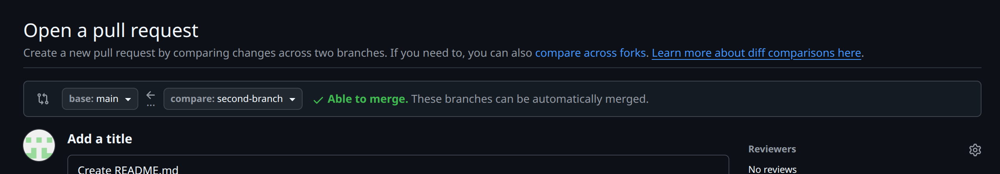 Open a pull request
Create a new pull request by comparing changes across two branches. If you need to, you can also compare across forks. Learn more about diff comparisons here.
base: main
compare: second-branch
Able to merge. These branches can be automatically merged.
Add a title
Create README.md
Reviewers
No reviews